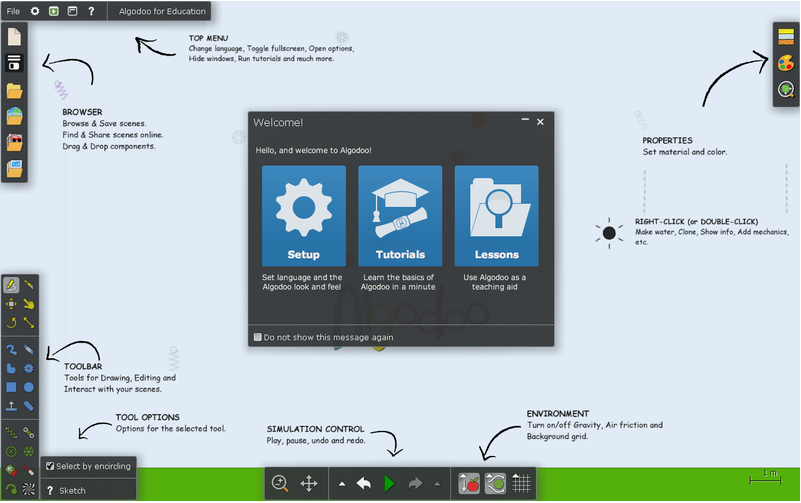 File
?
Algodoo for Education
TOP MENU
Change language, Toggle fullscreen, Open options,
Hide windows, Run tutorials and much more.
BROWSER
Browse & Save scenes.
Find & Share scenes online.
Drag & Drop components.
PROPERTIES
Set material and color.
RIGHT-CLICK (or DOUBLE-CLICK)
Make water, Clone, Show info, Add mechanics,
etc.
Welcome!
Hello, and welcome to Algodoo!
Setup
Tutorials
Lessons
Set language and the
Algodoo look and feel
Learn the basics of
Algodoo in a minute
Use Algodoo as a
teaching aid
Algodoo
Do not show this message again
TOOLBAR
Tools for Drawing, Editing and
Interact with your scenes.
TOOL OPTIONS
Options for the selected tool.
SIMULATION CONTROL
Play, pause, undo and redo.
ENVIRONMENT
Turn on/off Gravity, Air friction and
Background grid.
Select by encircling
? Sketch
1 m